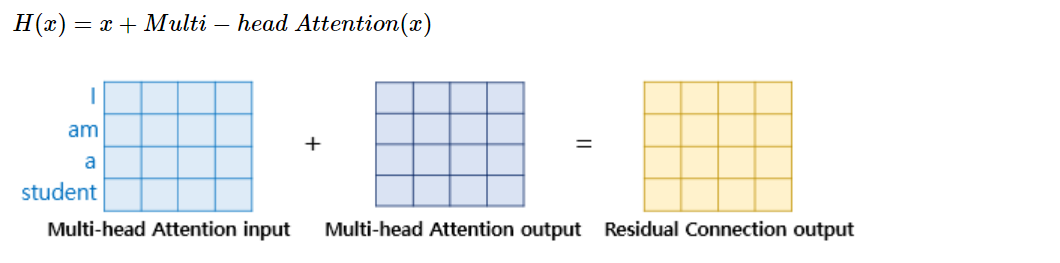 H(x) = x + Multi − head Attention(x)
I
am
a
student
+
=
Multi-head Attention input
Multi-head Attention output
Residual Connection output